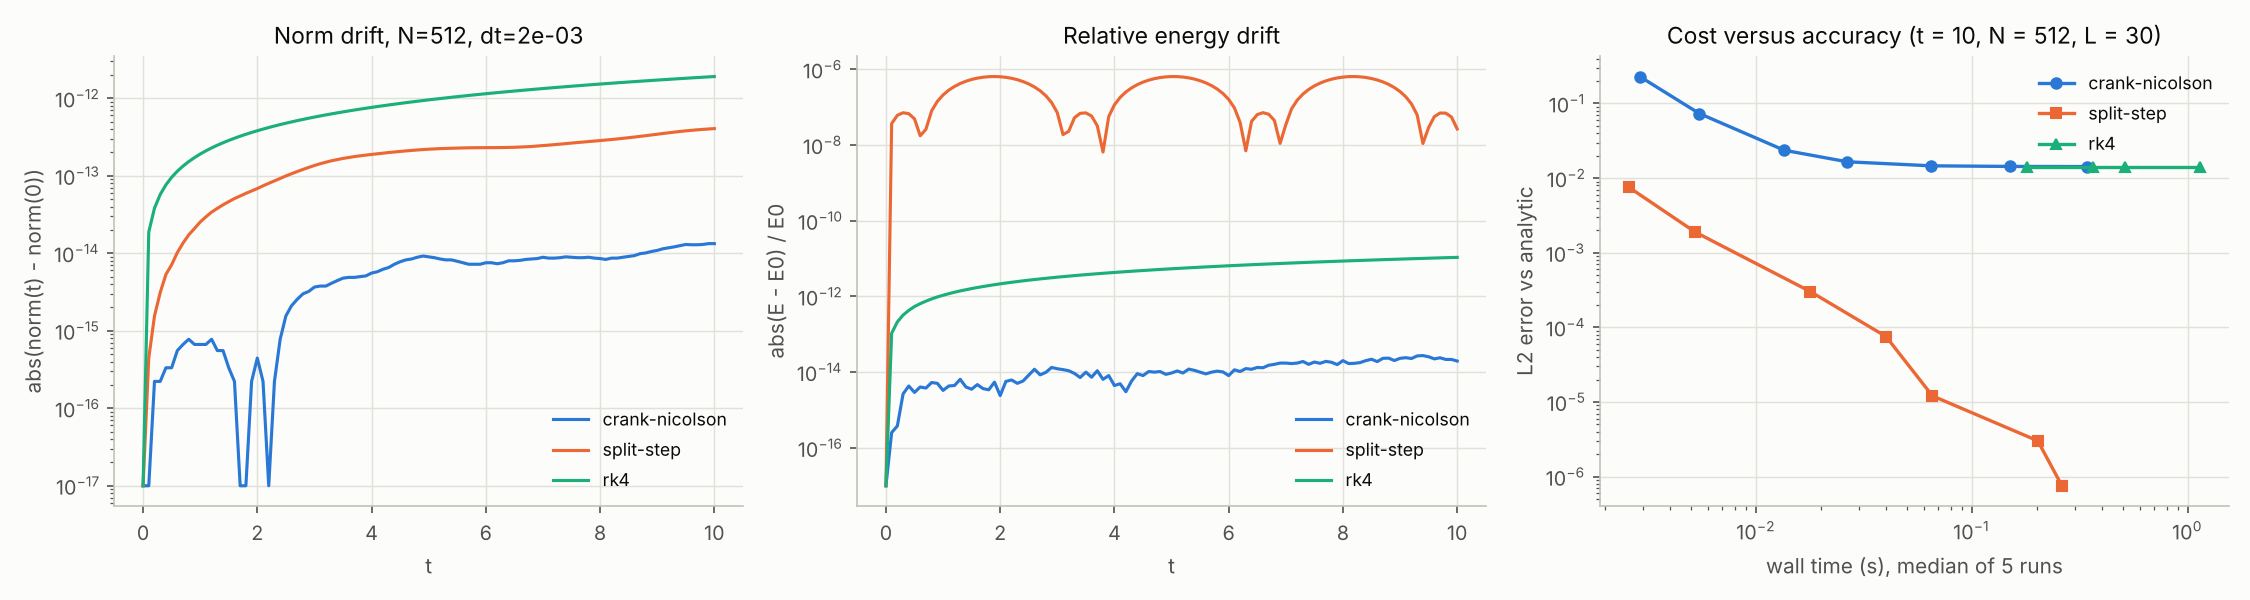 Norm drift, N=512, dt=2e-03
abs(norm(t) - norm(0))
10⁻¹²
10⁻¹³
10⁻¹⁴
10⁻¹⁵
10⁻¹⁶
10⁻¹⁷
crank-nicolson
split-step
rk4
0 2 4 6 8 10
t
Relative energy drift
abs(E - E0) / E0
10⁻⁶
10⁻⁸
10⁻¹⁰
10⁻¹²
10⁻¹⁴
10⁻¹⁶
crank-nicolson
split-step
rk4
0 2 4 6 8 10
t
Cost versus accuracy (t = 10, N = 512, L = 30)
L2 error vs analytic
10⁻¹
10⁻²
10⁻³
10⁻⁴
10⁻⁵
10⁻⁶
crank-nicolson
split-step
rk4
10⁻² 10⁻¹ 10⁰
wall time (s), median of 5 runs